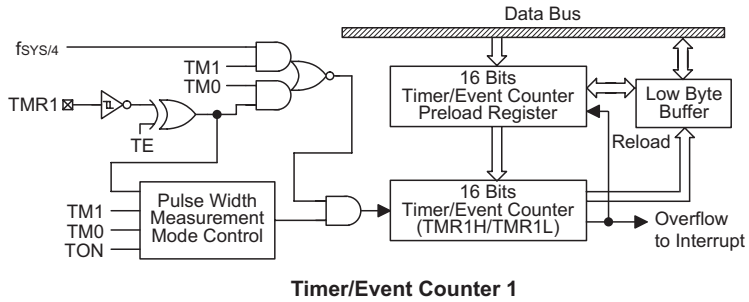 Data Bus
fSYS/4
TM1
TM0
TMR1
TE
16 Bits
Timer/Event Counter
Preload Register
Low Byte
Buffer
Reload
TM1
TM0
TON
Pulse Width
Measurement
Mode Control
16 Bits
Timer/Event Counter
(TMR1H/TMR1L)
Overflow
to Interrupt
Timer/Event Counter 1